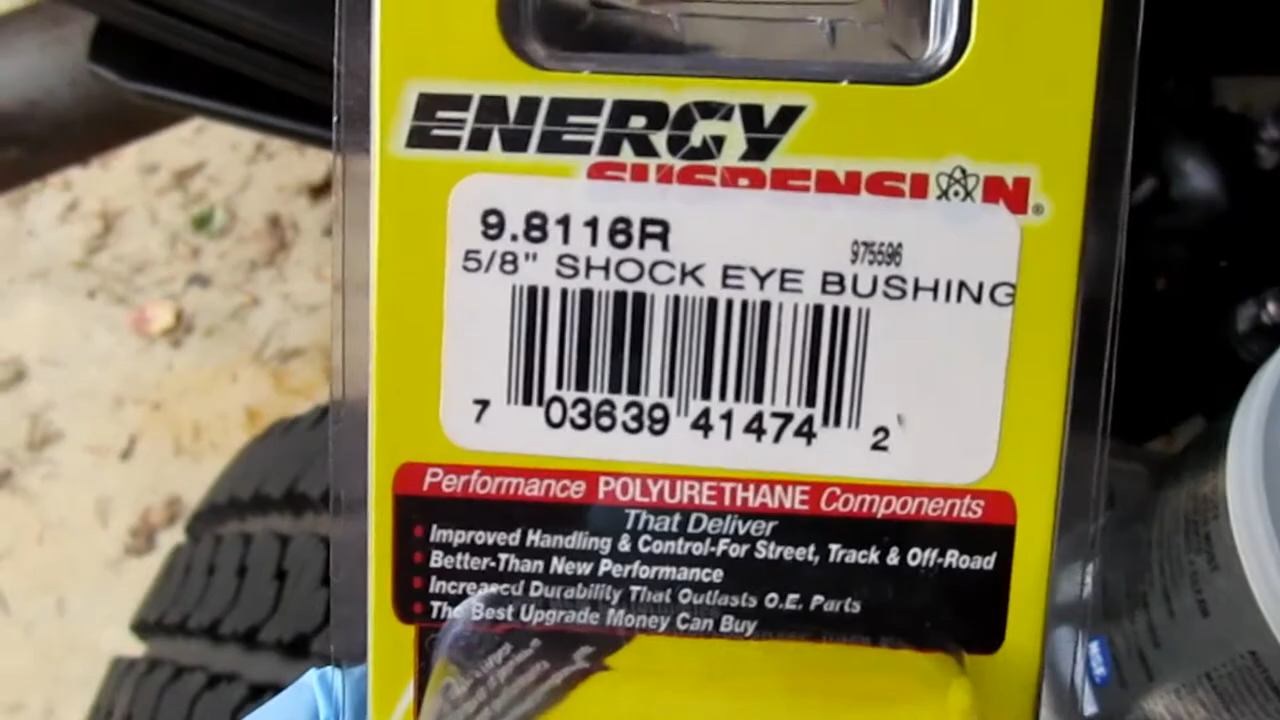 ENERGY
SUSPENSION®
9.8116R
975596
5/8" SHOCK EYE BUSHING
7 03639 41474 2
Performance POLYURETHANE Components
That Deliver
• Improved Handling & Control-For Street, Track & Off-Road
• Better-Than New Performance
• Increased Durability That Outlasts O.E. Parts
• The Best Upgrade Money Can Buy